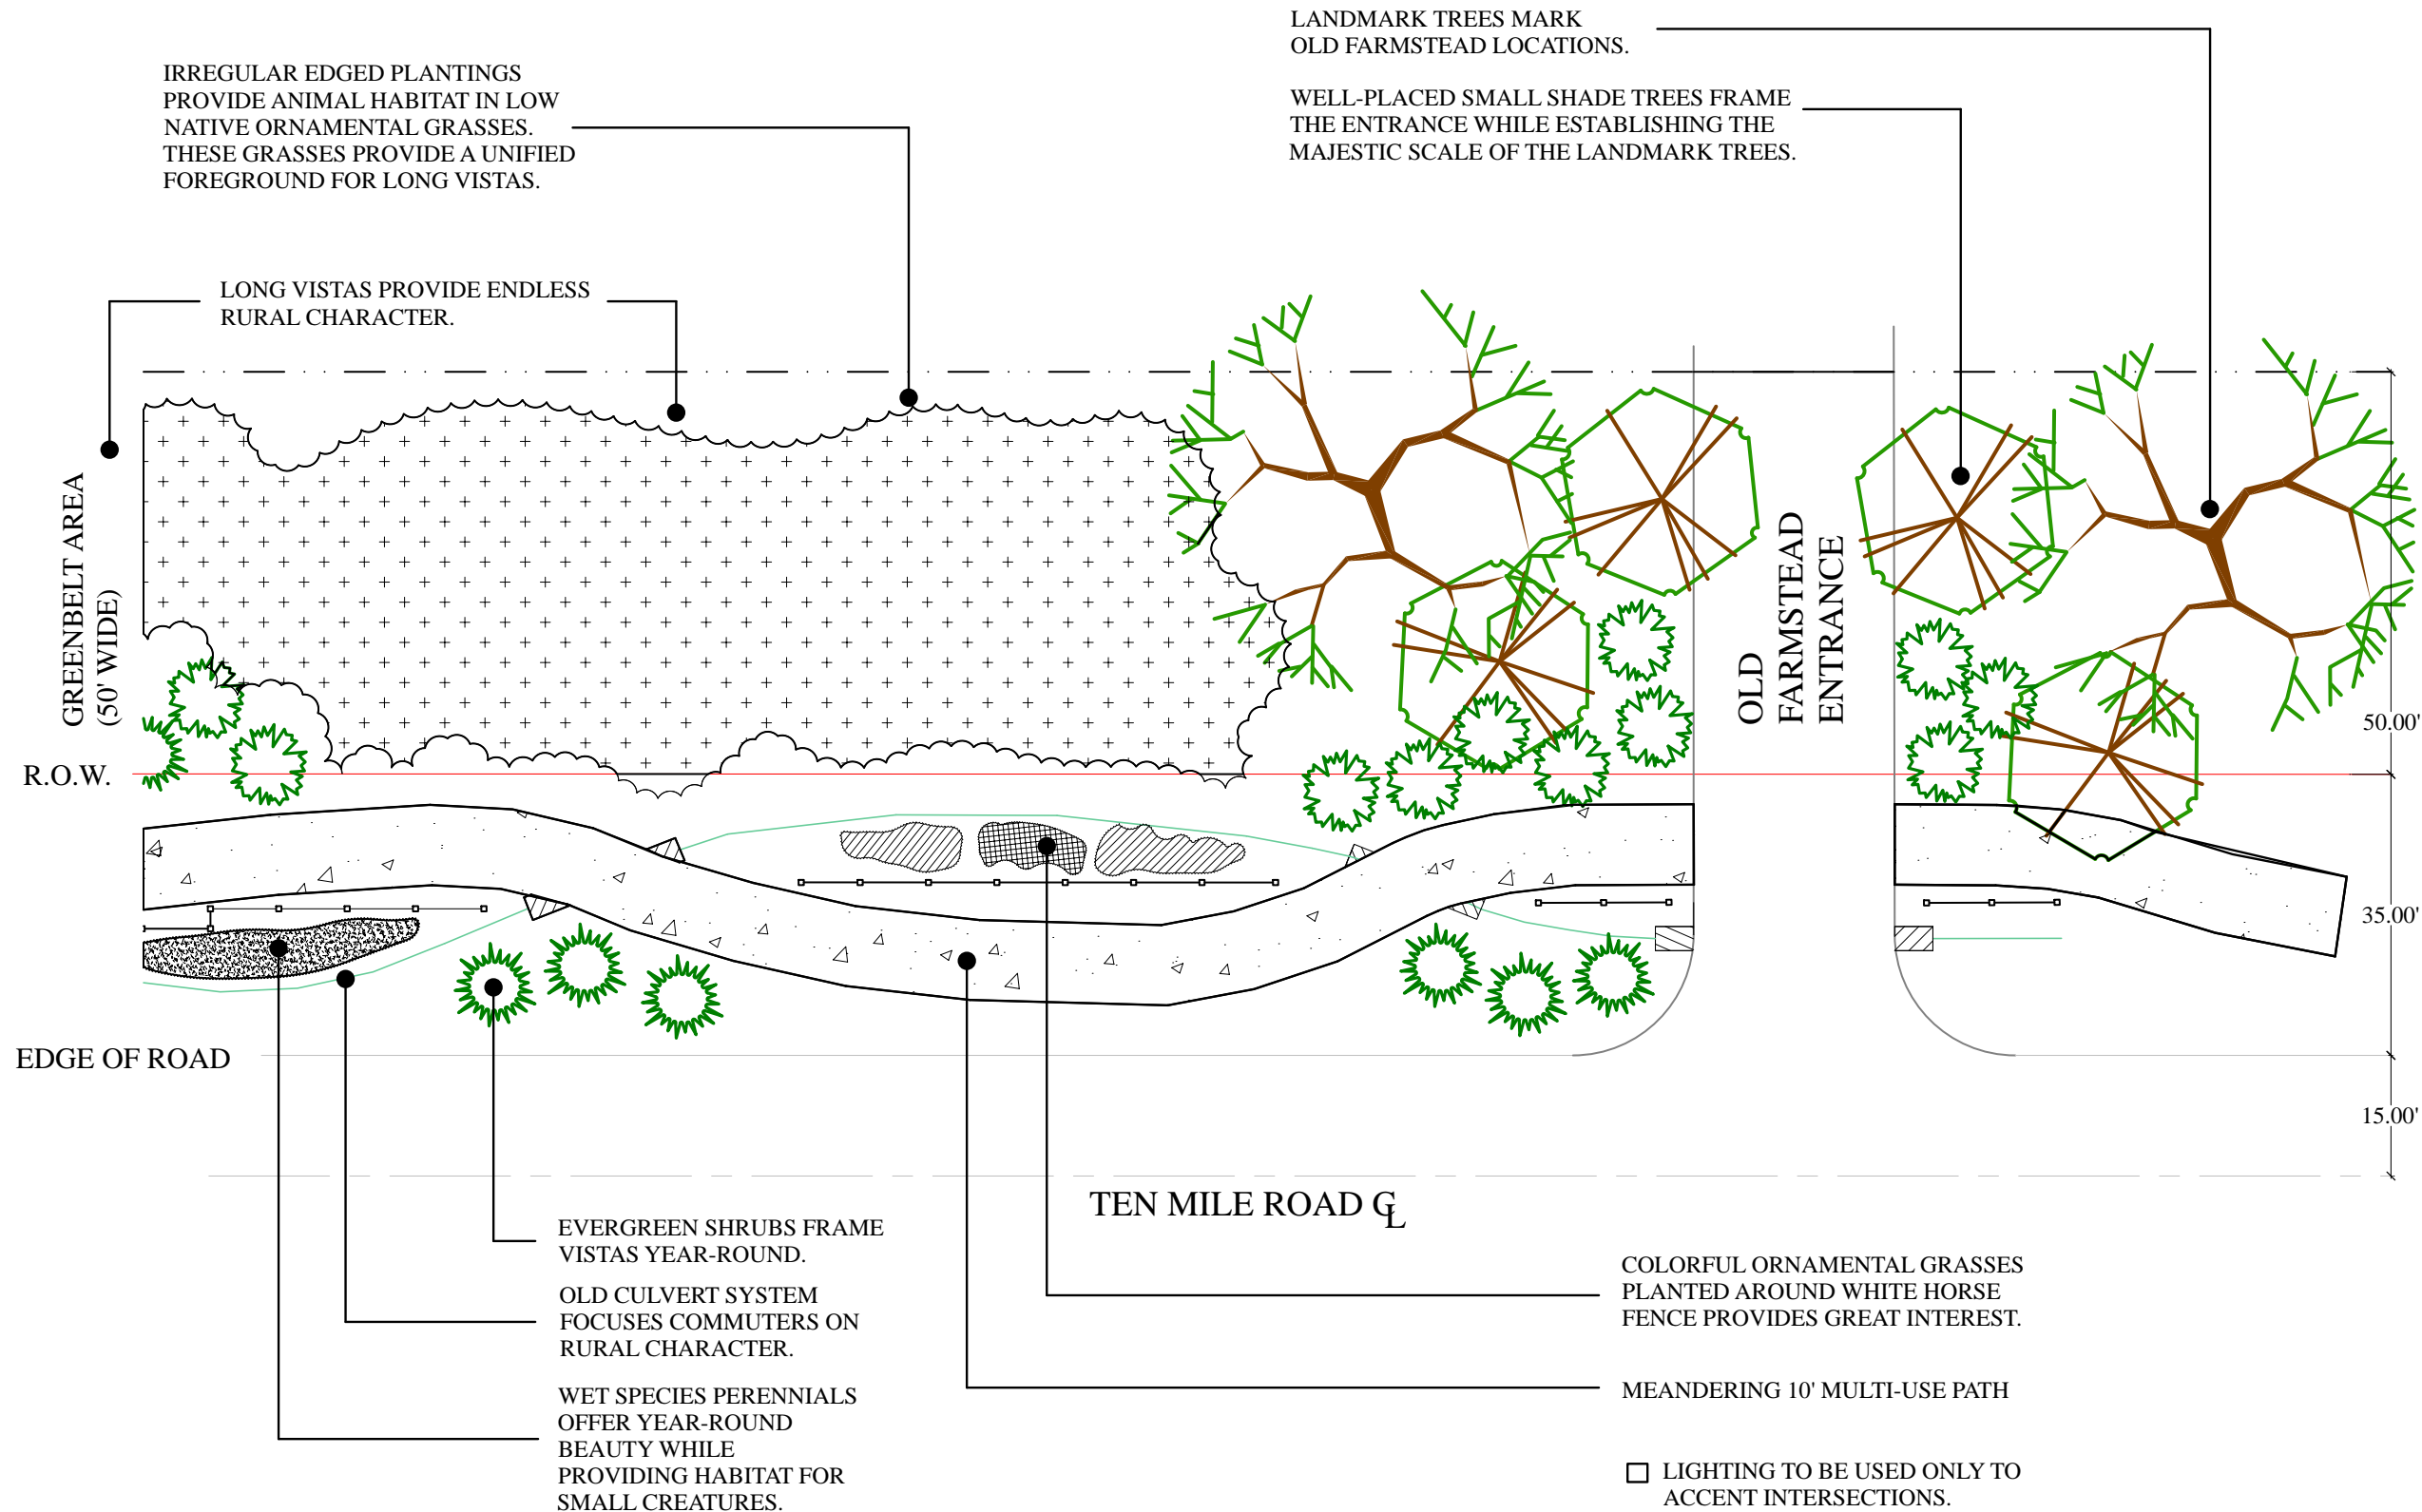 LANDMARK TREES MARK
OLD FARMSTEAD LOCATIONS.
IRREGULAR EDGED PLANTINGS
PROVIDE ANIMAL HABITAT IN LOW
NATIVE ORNAMENTAL GRASSES.
THESE GRASSES PROVIDE A UNIFIED
FOREGROUND FOR LONG VISTAS.
WELL-PLACED SMALL SHADE TREES FRAME
THE ENTRANCE WHILE ESTABLISHING THE
MAJESTIC SCALE OF THE LANDMARK TREES.
LONG VISTAS PROVIDE ENDLESS
RURAL CHARACTER.
GREENBELT AREA
(50' WIDE)
OLD
FARMSTEAD
ENTRANCE
50.00'
R.O.W.
35.00'
EDGE OF ROAD
15.00'
TEN MILE ROAD ℄
EVERGREEN SHRUBS FRAME
VISTAS YEAR-ROUND.
OLD CULVERT SYSTEM
FOCUSES COMMUTERS ON
RURAL CHARACTER.
WET SPECIES PERENNIALS
OFFER YEAR-ROUND
BEAUTY WHILE
PROVIDING HABITAT FOR
SMALL CREATURES.
COLORFUL ORNAMENTAL GRASSES
PLANTED AROUND WHITE HORSE
FENCE PROVIDES GREAT INTEREST.
MEANDERING 10' MULTI-USE PATH
LIGHTING TO BE USED ONLY TO
ACCENT INTERSECTIONS.